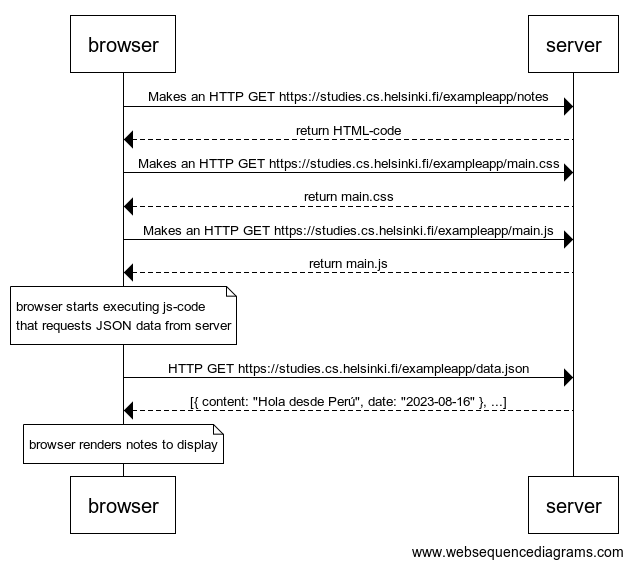 browser
server
Makes an HTTP GET https://studies.cs.helsinki.fi/exampleapp/notes
return HTML-code
Makes an HTTP GET https://studies.cs.helsinki.fi/exampleapp/main.css
return main.css
Makes an HTTP GET https://studies.cs.helsinki.fi/exampleapp/main.js
return main.js
browser starts executing js-code
that requests JSON data from server
HTTP GET https://studies.cs.helsinki.fi/exampleapp/data.json
[{ content: "Hola desde Perú", date: "2023-08-16" }, ...]
browser renders notes to display
browser
server
www.websequencediagrams.com